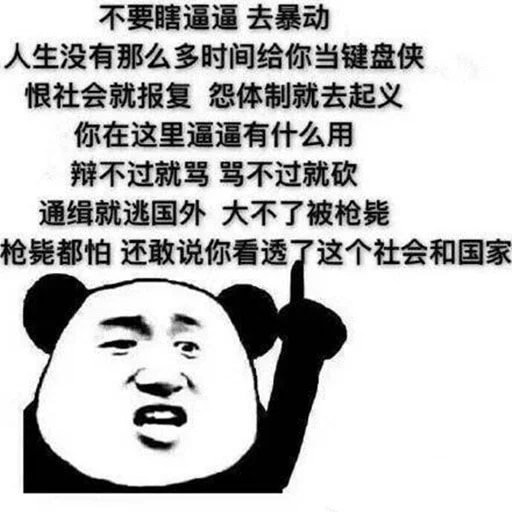 不要瞎逼逼 去暴动
人生没有那么多时间给你当键盘侠
恨社会就报复 怨体制就去起义
你在这里逼逼有什么用
辩不过就骂 骂不过就砍
通缉就逃国外 大不了被枪毙
枪毙都怕 还敢说你看透了这个社会和国家